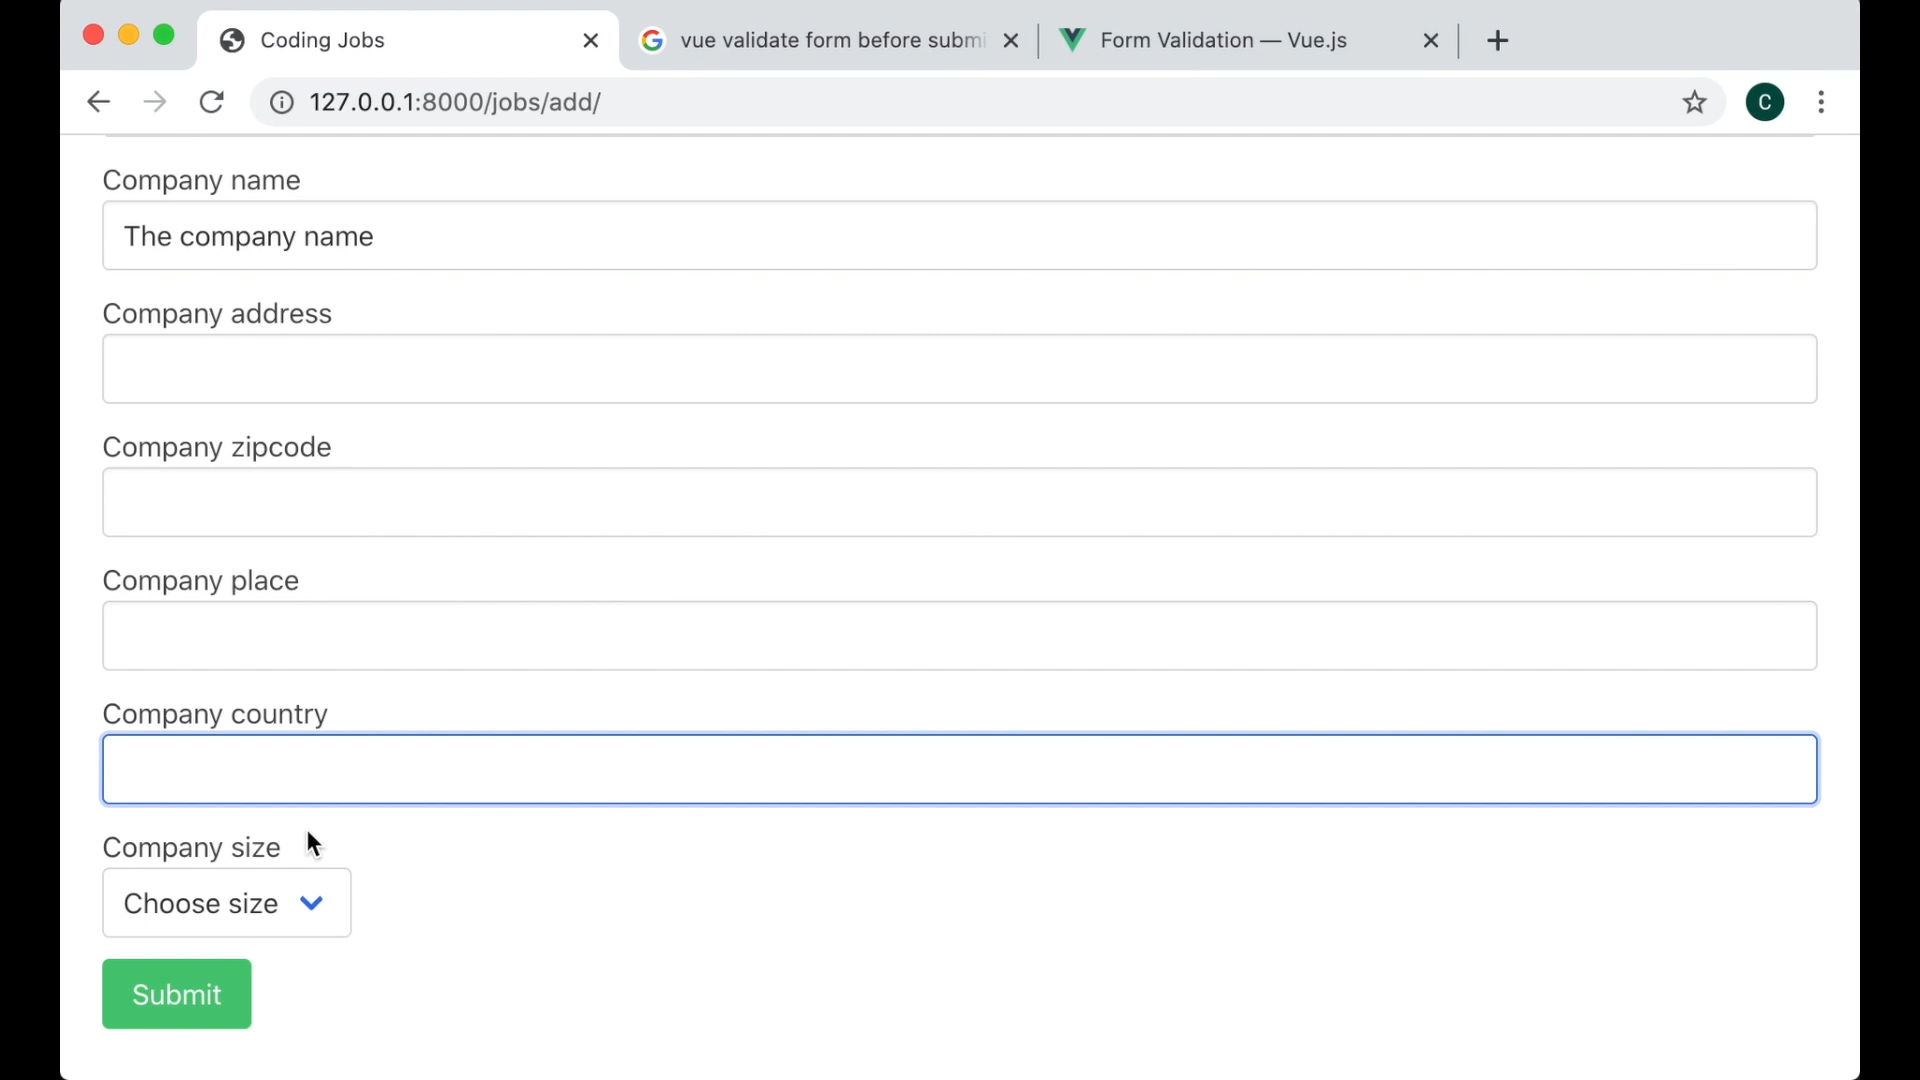 Coding Jobs
vue validate form before submi
Form Validation — Vue.js
127.0.0.1:8000/jobs/add/
C
Company name
The company name
Company address
Company zipcode
Company place
Company country
Company size
Choose size
Submit